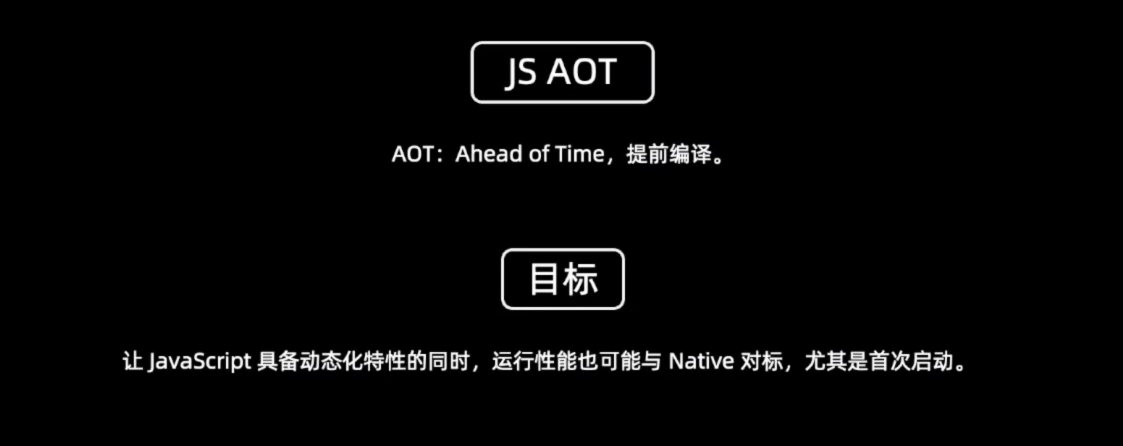 JS AOT
AOT：Ahead of Time，提前编译。
目标
让 JavaScript 具备动态化特性的同时，运行性能也可能与 Native 对标，尤其是首次启动。